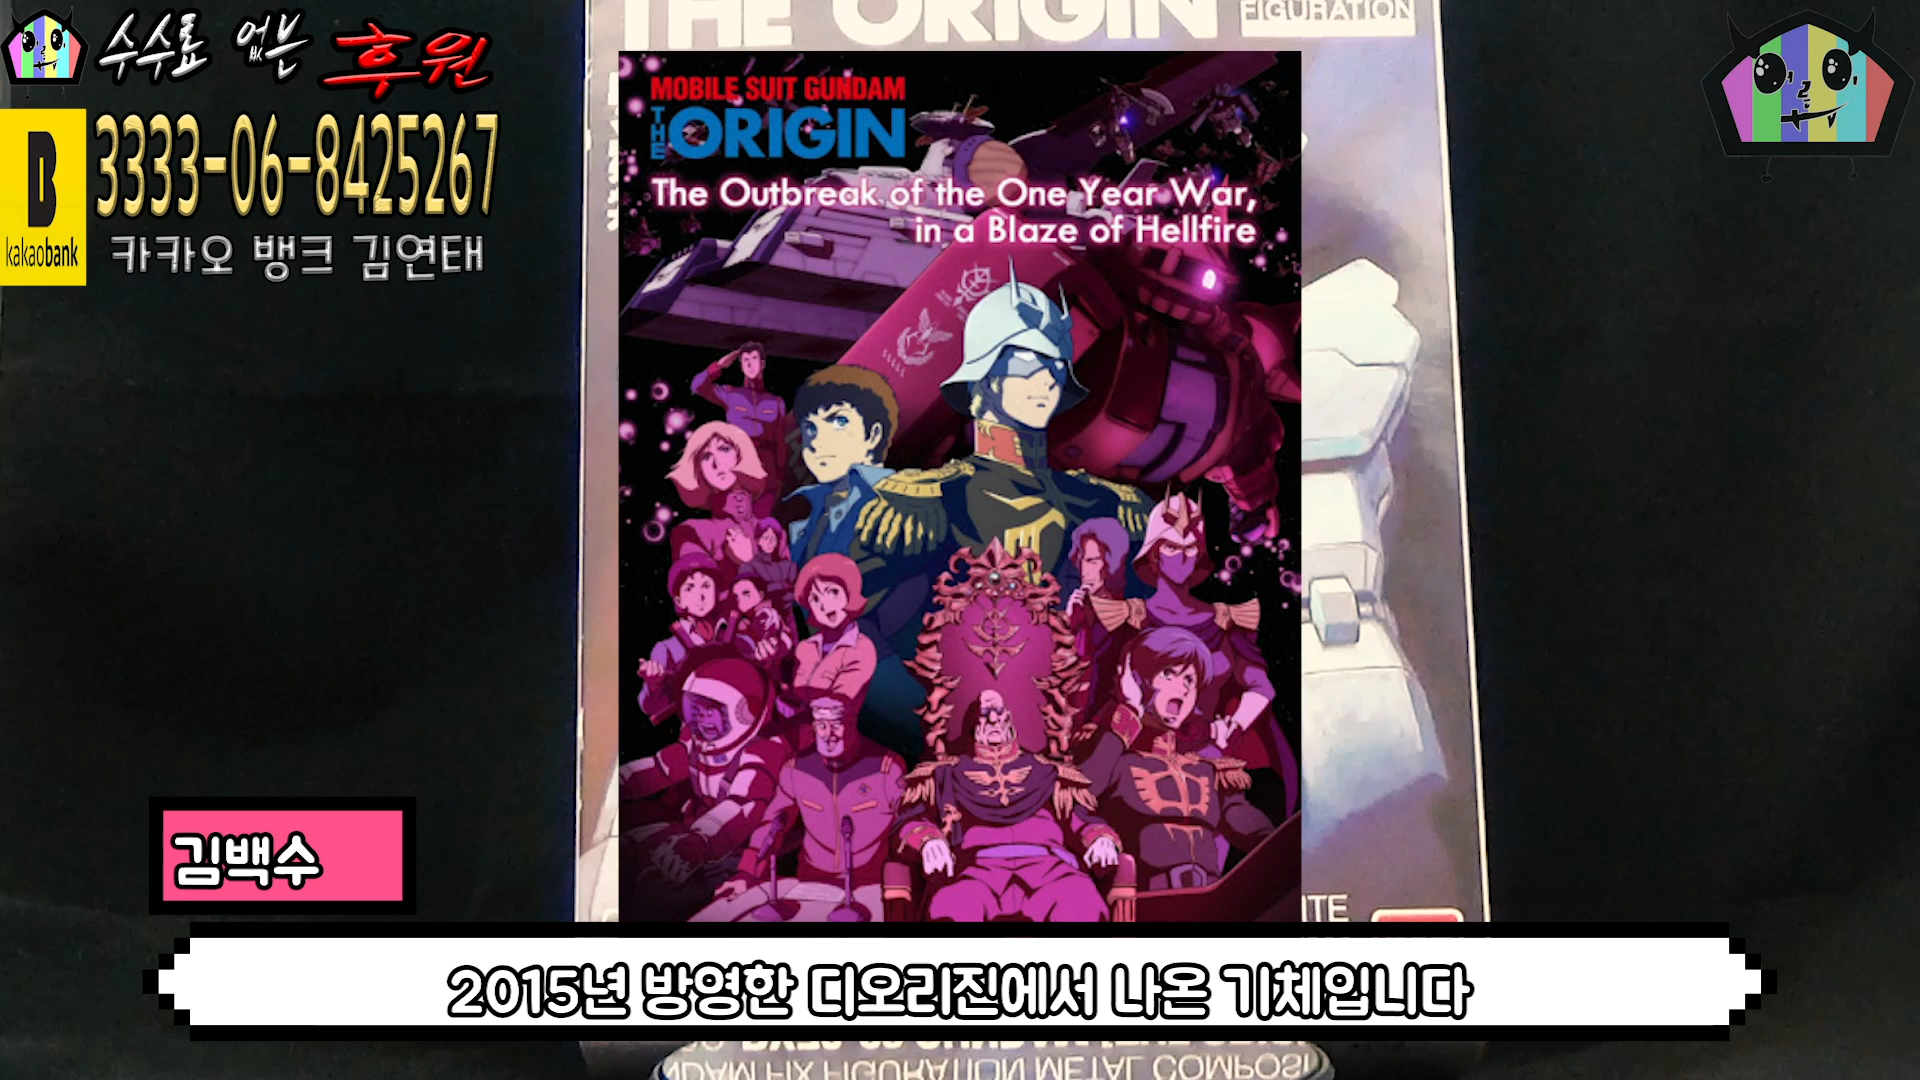 수수료 없는 후원
B
kakaobank
3333-06-8425267
카카오 뱅크 김연태
THE ORIGIN
FIGURATION
MOBILE SUIT GUNDAM
THE ORIGIN
The Outbreak of the One Year War,
in a Blaze of Hellfire
김백수
2015년 방영한 디오리진에서 나온 기체입니다